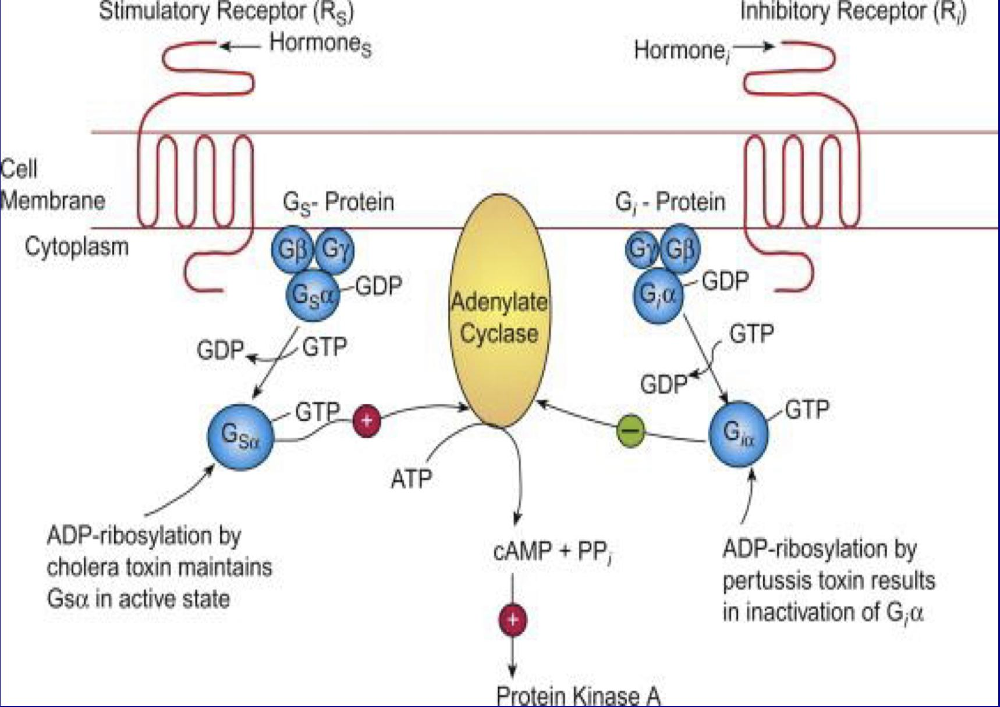 Stimulatory Receptor (RS)
Inhibitory Receptor (Ri)
HormoneS
Hormonei
Cell
Membrane
GS- Protein
Gi - Protein
Cytoplasm
Gβ Gγ
Gγ Gβ
GSα
GDP
Giα
GDP
Adenylate
Cyclase
GDP
GTP
GTP
GDP
GTP
+
GSα
GTP
−
Giα
ATP
ADP-ribosylation by
cholera toxin maintains
Gsα in active state
cAMP + PPi
ADP-ribosylation by
pertussis toxin results
in inactivation of Giα
+
Protein Kinase A